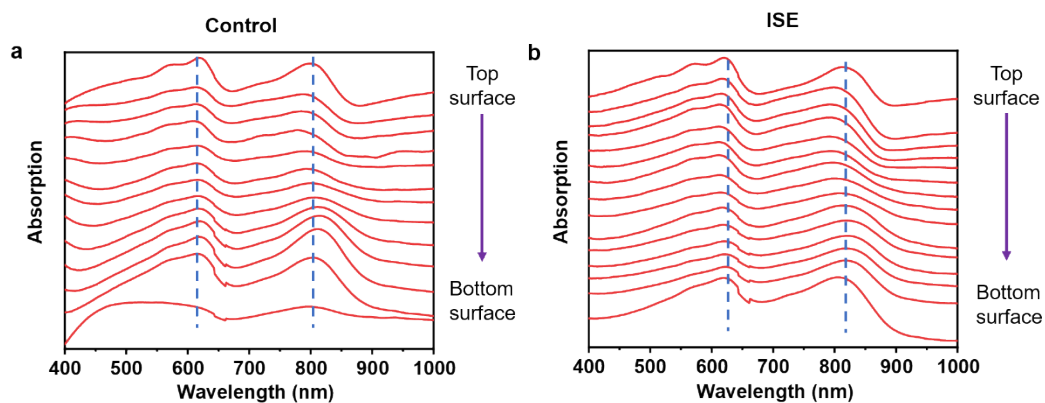 Control
ISE
a
b
Top
surface
Top
surface
Absorption
Absorption
Bottom
surface
Bottom
surface
400 500 600 700 800 900 1000
400 500 600 700 800 900 1000
Wavelength (nm)
Wavelength (nm)